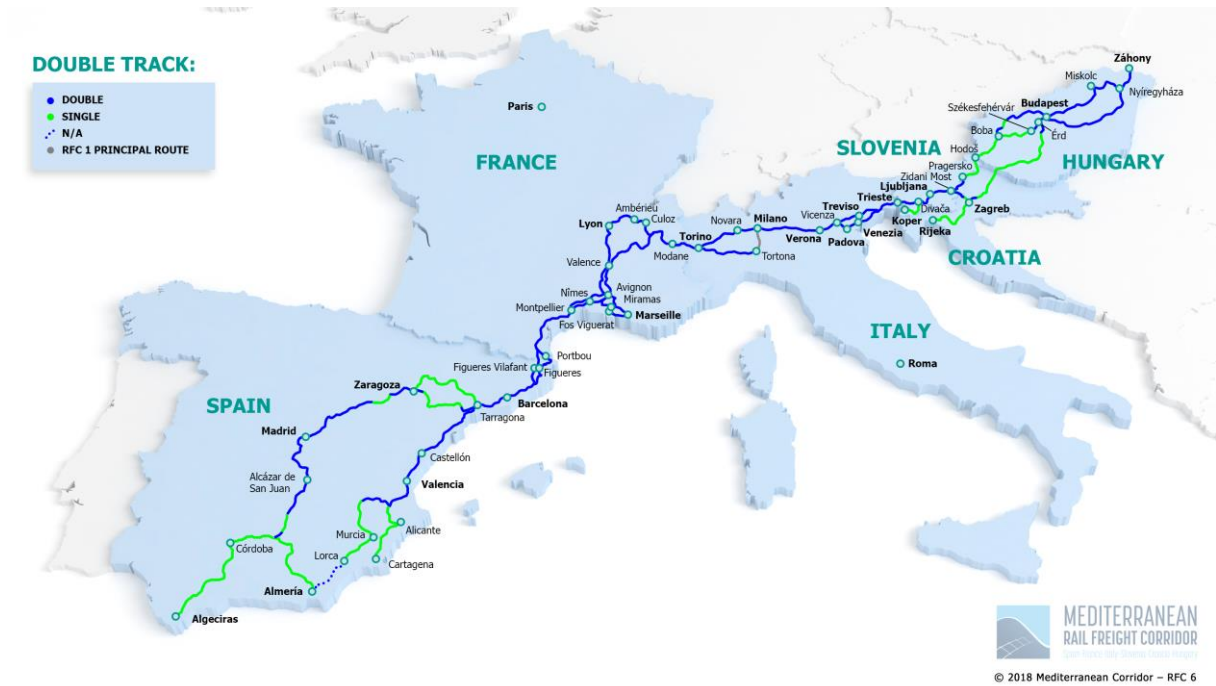 DOUBLE TRACK:
DOUBLE
SINGLE
N/A
RFC 1 PRINCIPAL ROUTE
Paris
FRANCE
Záhony
Miskolc
Nyíregyháza
Székesfehérvár
Budapest
Boba
Érd
SLOVENIA
Hodoš
HUNGARY
Pragersko
Zidani Most
Ljubljana
Trieste
Treviso
Zagreb
Divača
Koper
Rijeka
CROATIA
Vicenza
Venezia
Padova
Verona
Milano
Novara
Torino
Tortona
Modane
Ambérieu
Culoz
Lyon
Valence
Avignon
Nîmes
Miramas
Montpellier
Marseille
Fos Viguerat
ITALY
Roma
Portbou
Figueres Vilafant
Figueres
Zaragoza
Barcelona
SPAIN
Tarragona
Madrid
Castellón
Alcázar de
San Juan
Valencia
Alicante
Murcia
Córdoba
Lorca
Cartagena
Almería
Algeciras
MEDITERRANEAN
RAIL FREIGHT CORRIDOR
© 2018 Mediterranean Corridor – RFC 6